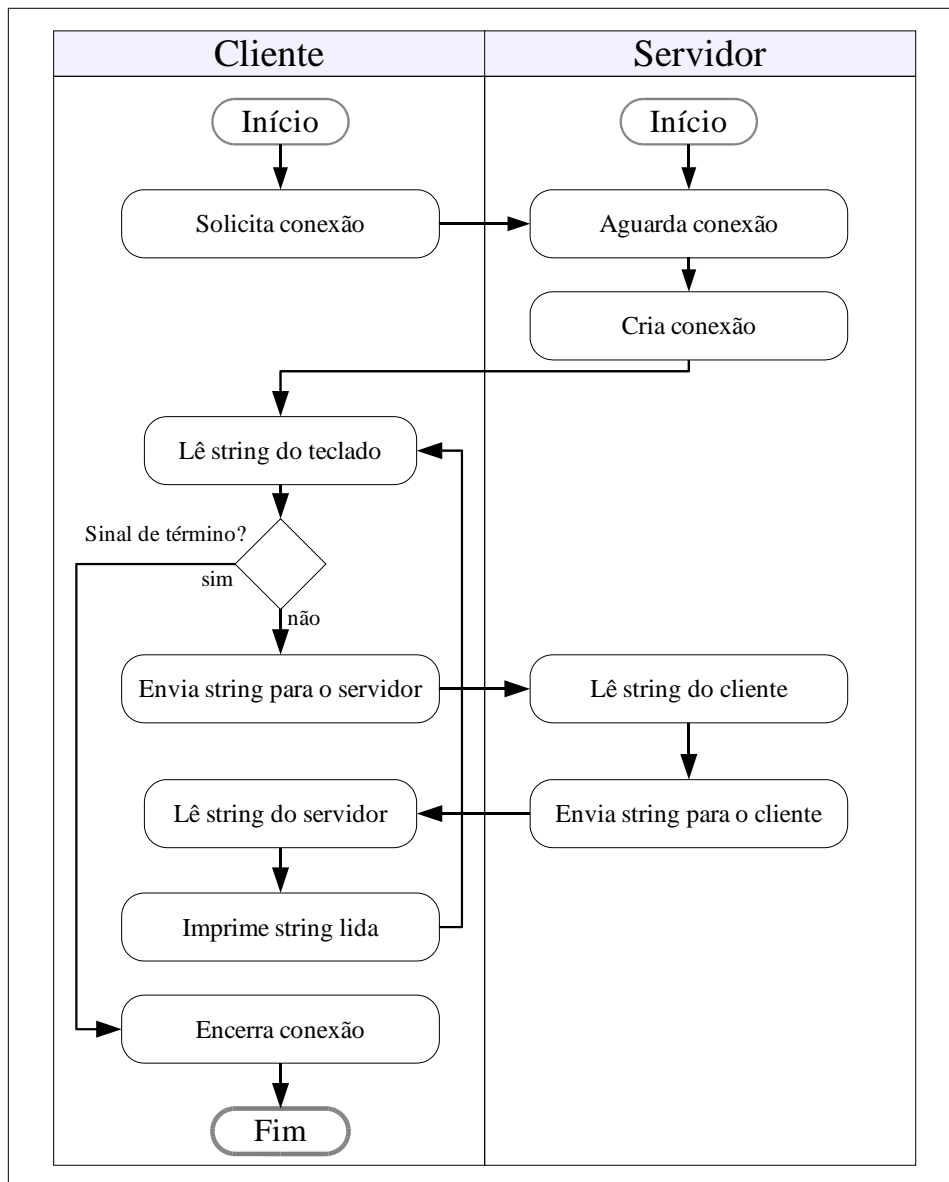 Cliente
Servidor
Início
Início
Solicita conexão
Aguarda conexão
Cria conexão
Lê string do teclado
Sinal de término?
sim
não
Envia string para o servidor
Lê string do cliente
Lê string do servidor
Envia string para o cliente
Imprime string lida
Encerra conexão
Fim